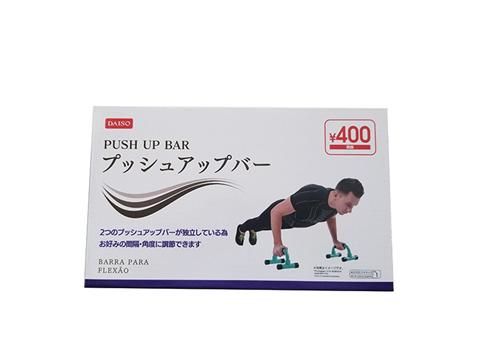 DAISO
PUSH UP BAR
プッシュアップバー
¥400
2つのプッシュアップバーが独立している為
お好みの間隔・角度に調節できます
BARRA PARA
FLEXÃO